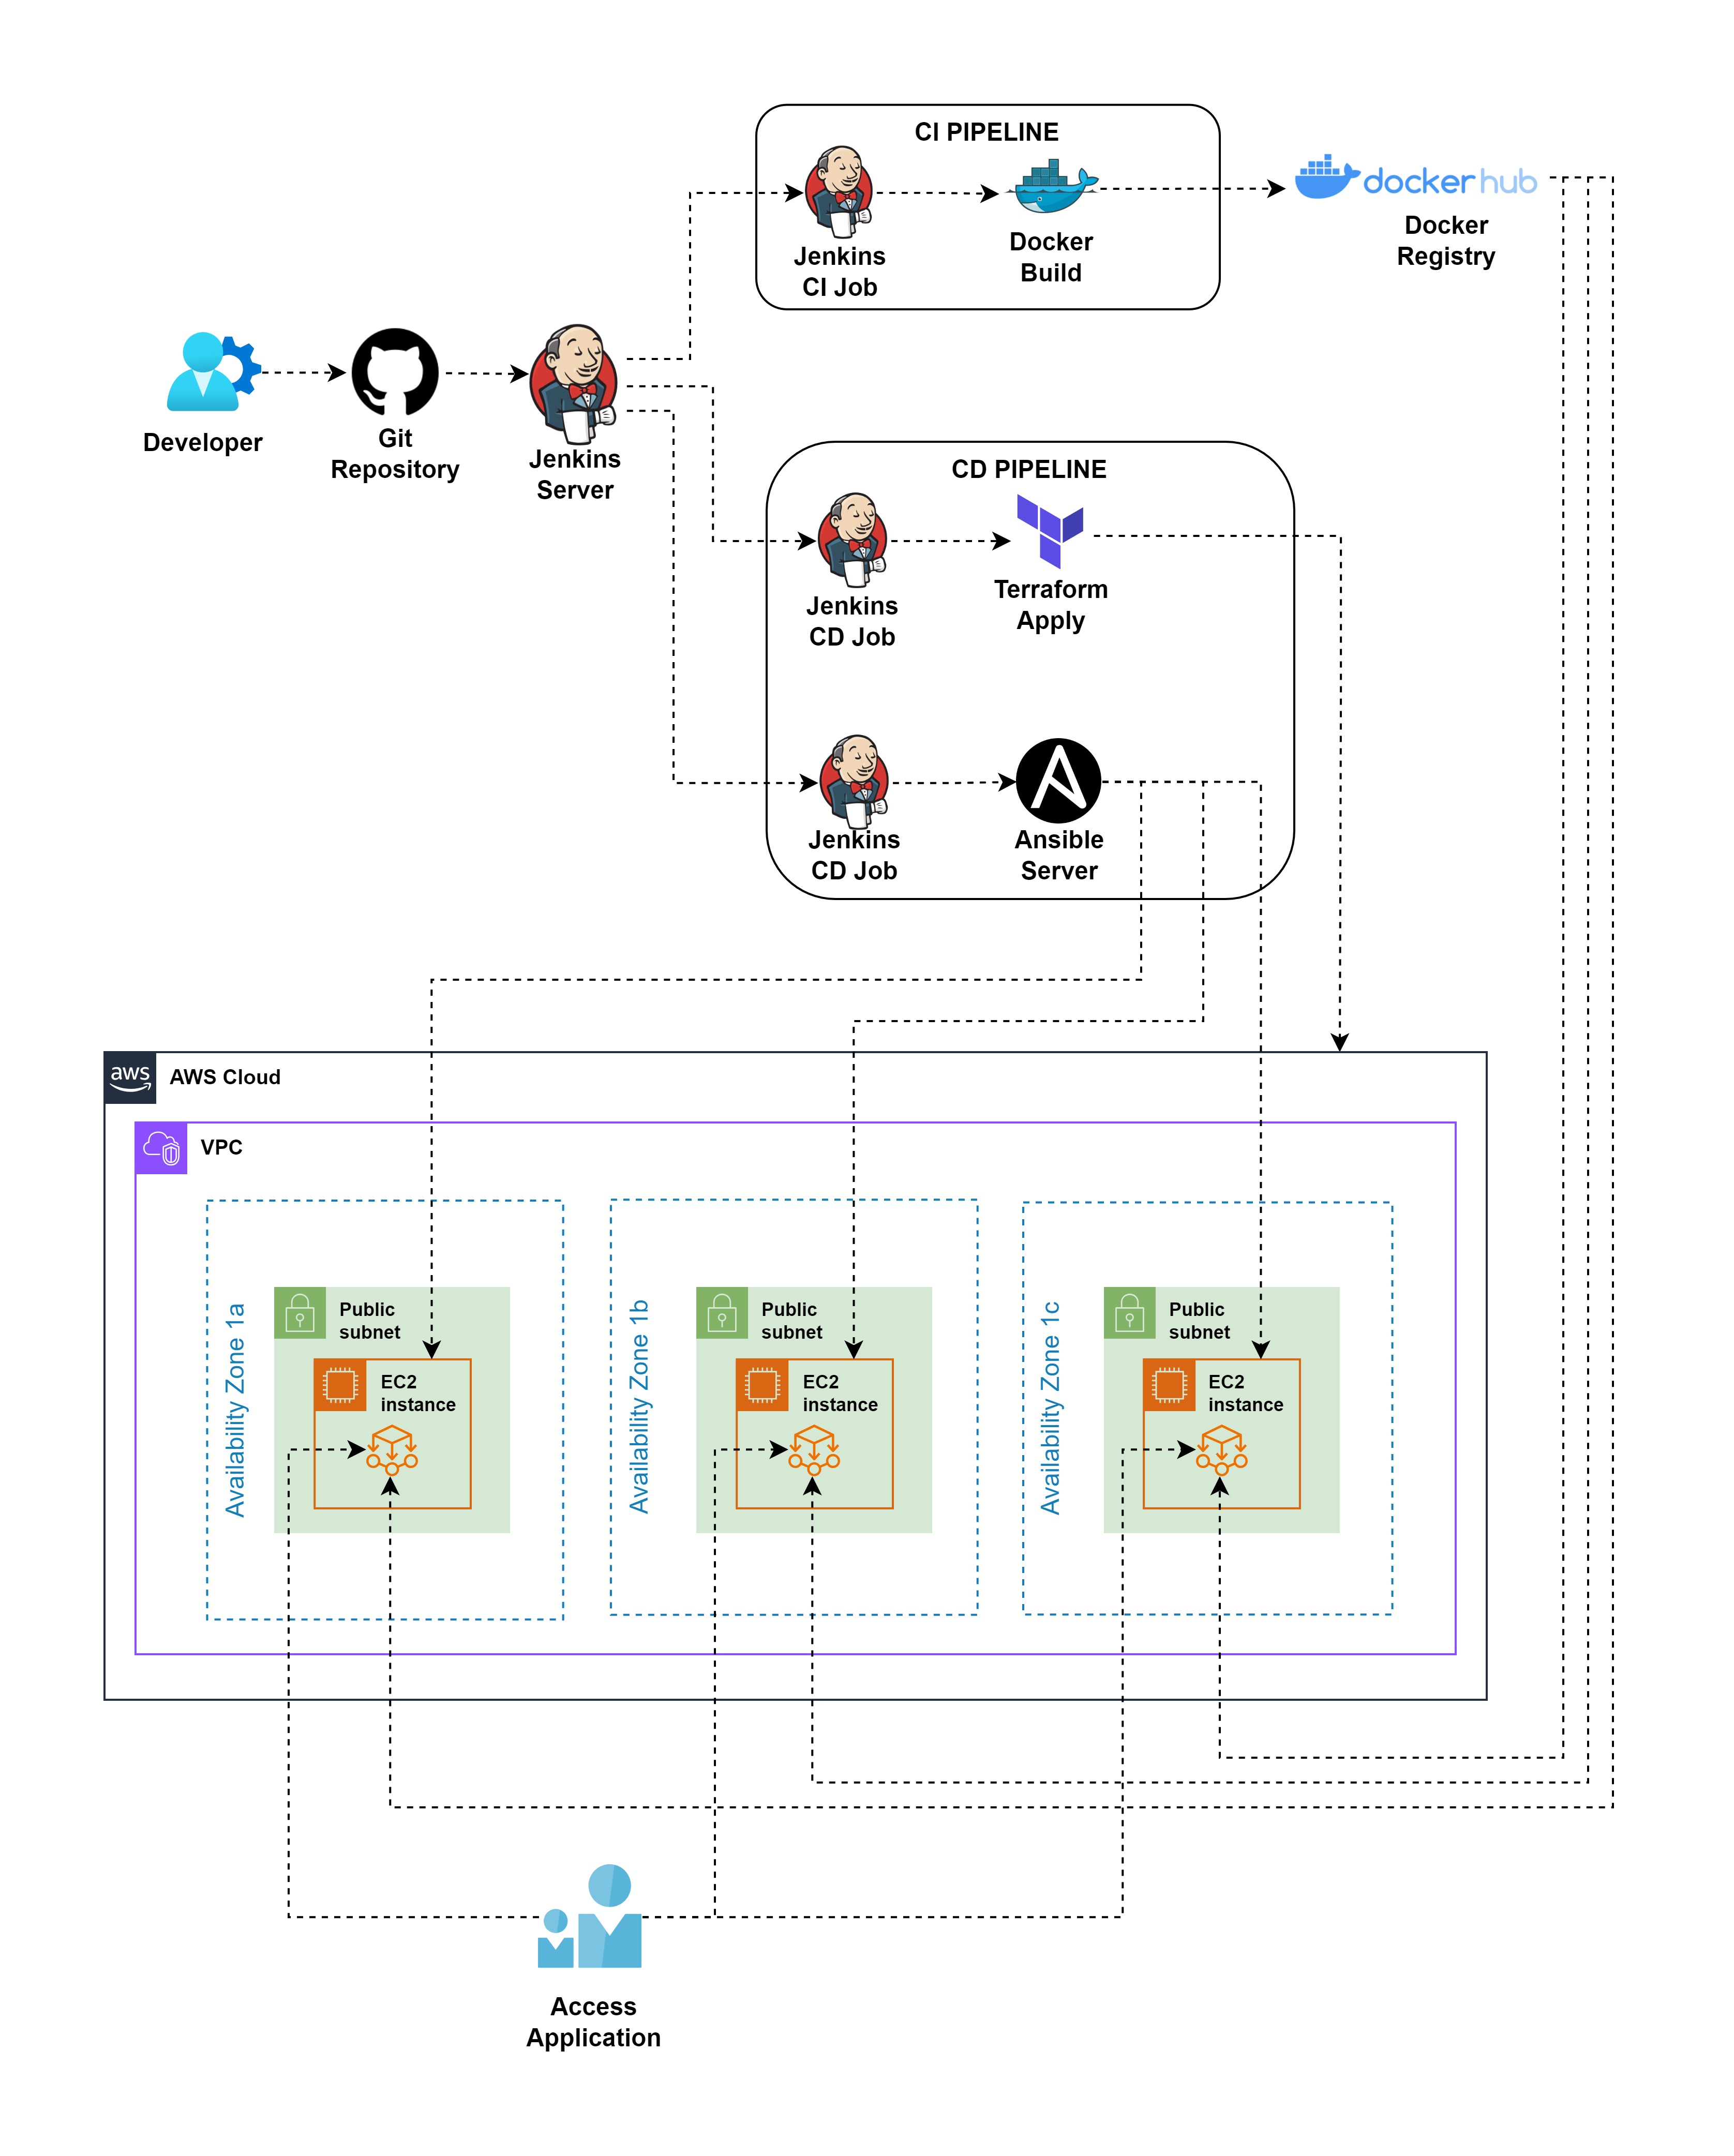 CI PIPELINE
Jenkins
CI Job
Docker
Build
dockerhub
Docker
Registry
Developer
Git
Repository
Jenkins
Server
CD PIPELINE
Jenkins
CD Job
Terraform
Apply
Jenkins
CD Job
Ansible
Server
aws
AWS Cloud
VPC
Availability Zone 1a
Public
subnet
EC2
instance
Availability Zone 1b
Public
subnet
EC2
instance
Availability Zone 1c
Public
subnet
EC2
instance
Access
Application